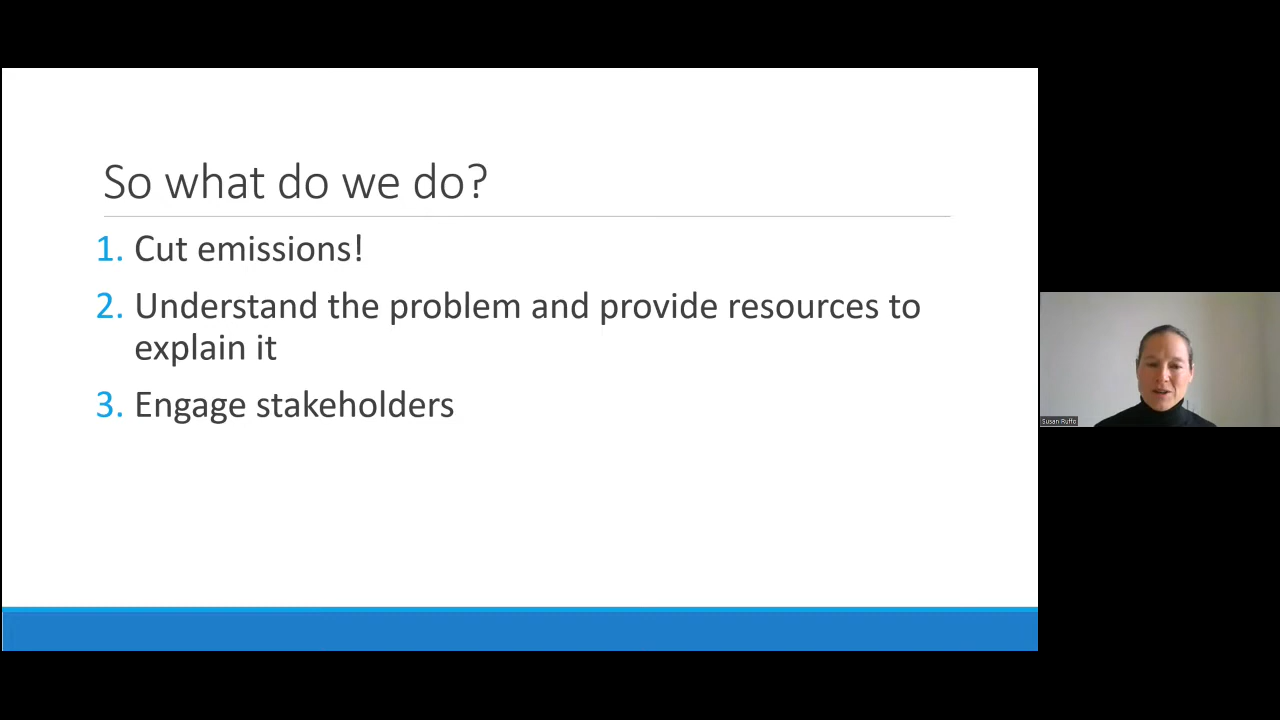 So what do we do?
1. Cut emissions!
2. Understand the problem and provide resources to
explain it
3. Engage stakeholders
Susan Ruffo